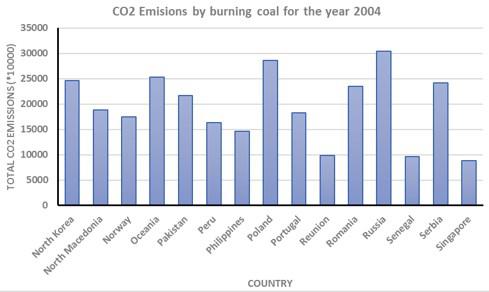 CO2 Emisions by burning coal for the year 2004
TOTAL CO2 EMISSIONS (*10000)
35000
30000
25000
20000
15000
10000
5000
0
North Korea
North Macedonia
Norway
Oceania
Pakistan
Peru
Philippines
Poland
Portugal
Reunion
Romania
Russia
Senegal
Serbia
Singapore
COUNTRY